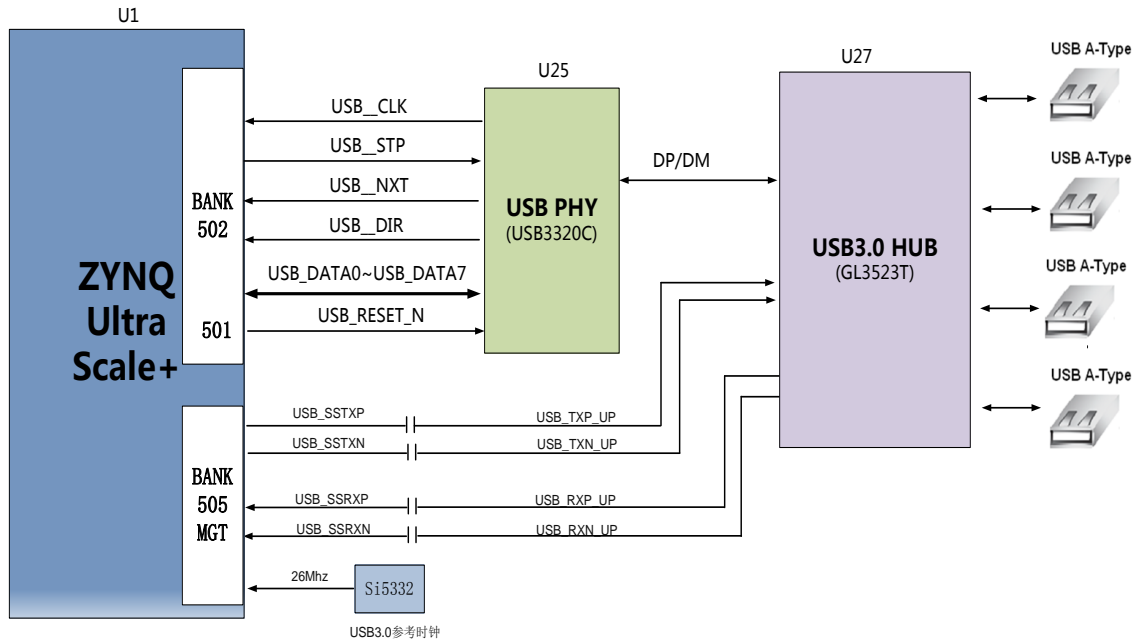 U1
ZYNQ
Ultra
Scale+
BANK
502
501
BANK
505
MGT
USB__CLK
USB__STP
USB__NXT
USB__DIR
USB_DATA0~USB_DATA7
USB_RESET_N
U25
USB PHY
(USB3320C)
DP/DM
U27
USB3.0 HUB
(GL3523T)
USB A-Type
USB A-Type
USB A-Type
USB A-Type
USB_SSTXP
USB_TXP_UP
USB_SSTXN
USB_TXN_UP
USB_SSRXP
USB_RXP_UP
USB_SSRXN
USB_RXN_UP
26Mhz
Si5332
USB3.0参考时钟